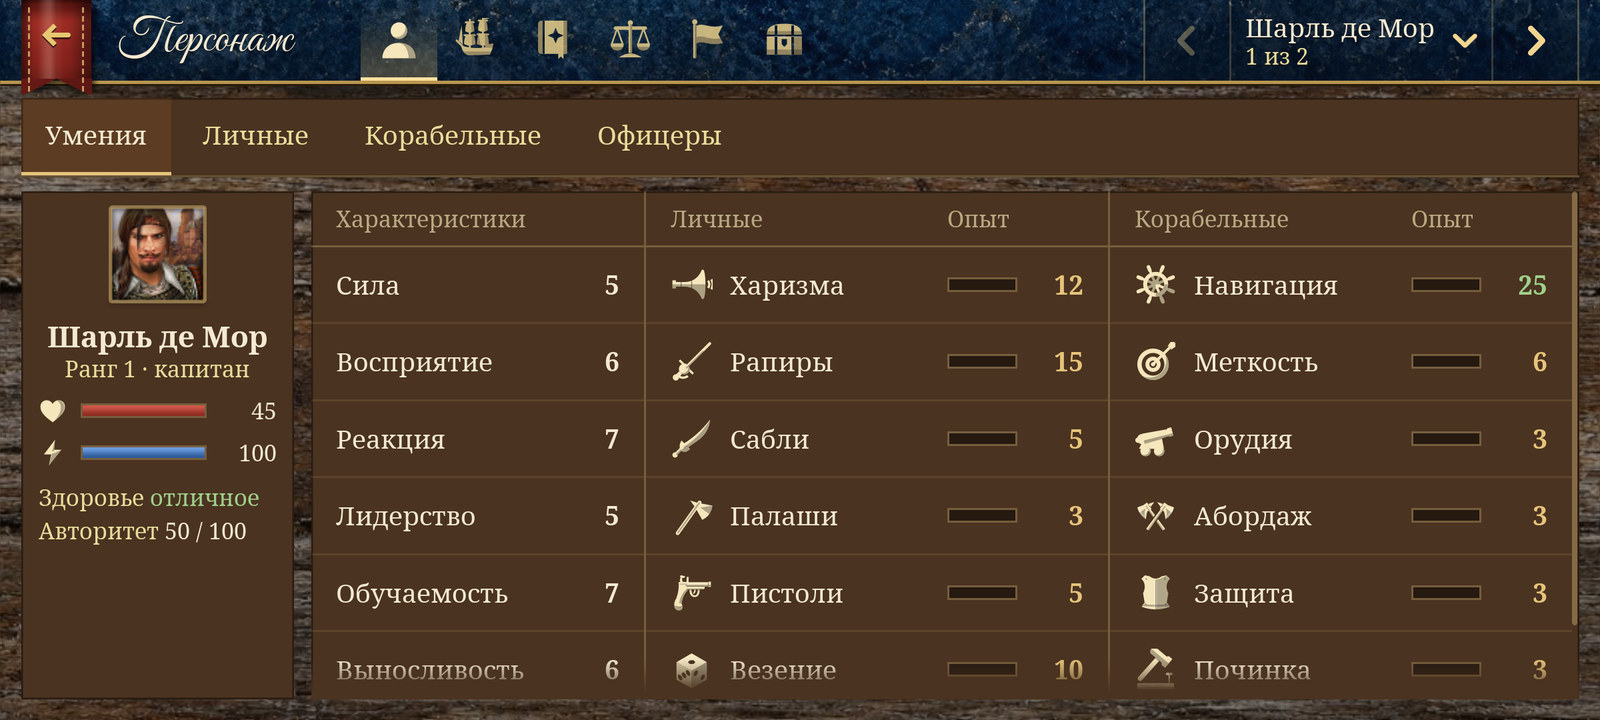 Персонаж
Шарль де Мор
1 из 2
Умения Личные Корабельные Офицеры
Шарль де Мор
Ранг 1 · капитан
45
100
Здоровье отличное
Авторитет 50 / 100
Характеристики Личные Опыт Корабельные Опыт
Сила 5 Харизма 12 Навигация 25
Восприятие 6 Рапиры 15 Меткость 6
Реакция 7 Сабли 5 Орудия 3
Лидерство 5 Палаши 3 Абордаж 3
Обучаемость 7 Пистоли 5 Защита 3
Выносливость 6 Везение 10 Починка 3